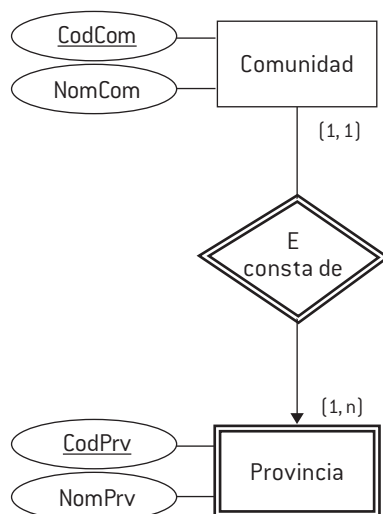 CodCom
Comunidad
NomCom
(1, 1)
E
consta de
(1, n)
CodPrv
Provincia
NomPrv